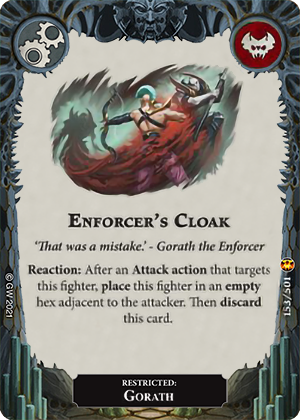 ENFORCER'S CLOAK
'That was a mistake.' - Gorath the Enforcer
Reaction: After an Attack action that targets
this fighter, place this fighter in an empty
hex adjacent to the attacker. Then discard
this card.
© GW 2021
153/501
RESTRICTED:
GORATH